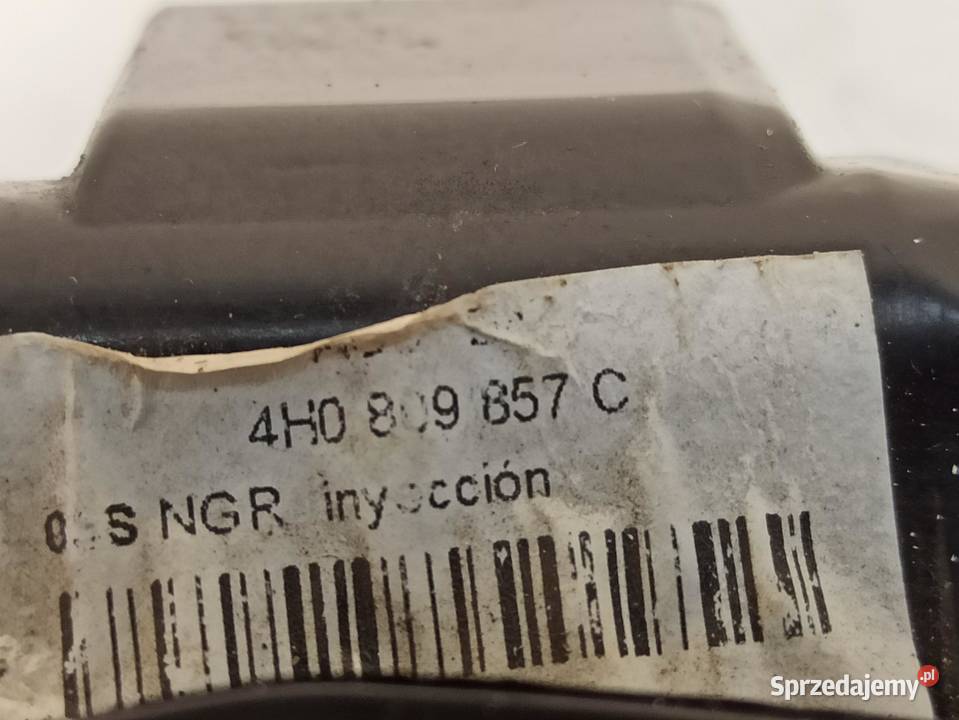 4H0 809 857 C
NGR inyección
Sprzedajemy.pl